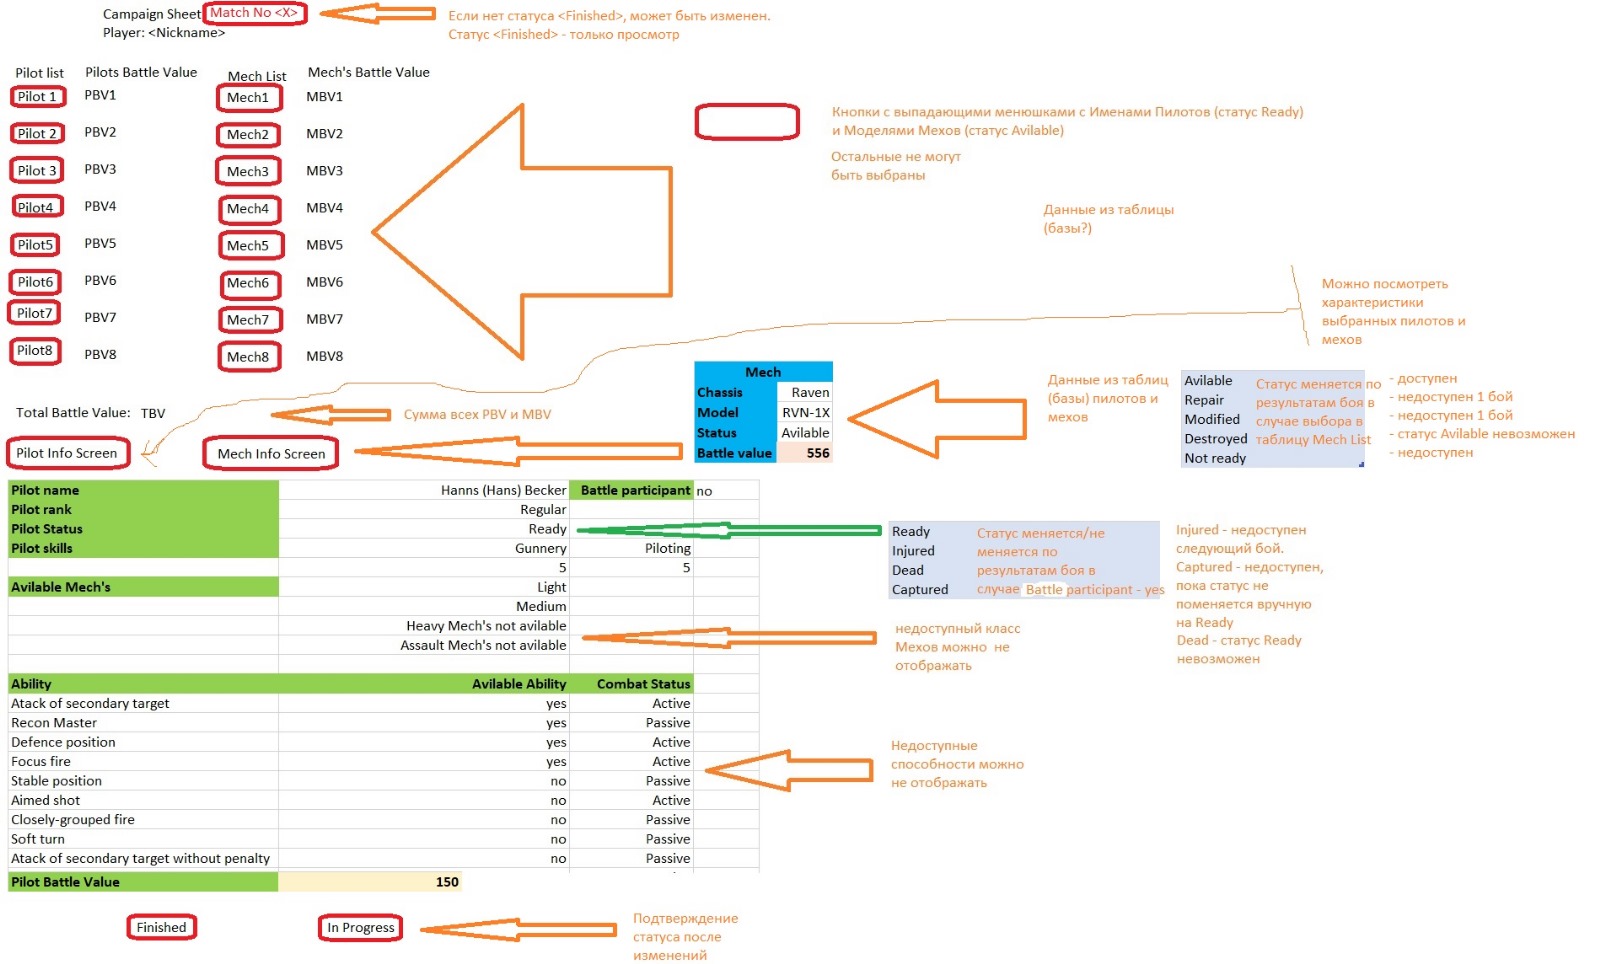 Campaign Sheet Match No <X>
Player: <Nickname>
Если нет статуса <Finished>, может быть изменен.
Статус <Finished> - только просмотр
Pilot list Pilots Battle Value Mech List Mech's Battle Value
Pilot 1 PBV1 Mech1 MBV1
Pilot 2 PBV2 Mech2 MBV2
Pilot 3 PBV3 Mech3 MBV3
Pilot4 PBV4 Mech4 MBV4
Pilot5 PBV5 Mech5 MBV5
Pilot6 PBV6 Mech6 MBV6
Pilot7 PBV7 Mech7 MBV7
Pilot8 PBV8 Mech8 MBV8
Кнопки с выпадающими менюшками с Именами Пилотов (статус Ready)
и Моделями Мехов (статус Avilable)
Остальные не могут
быть выбраны
Данные из таблицы
(базы?)
Можно посмотреть
характеристики
выбранных пилотов и
мехов
Total Battle Value: TBV
Сумма всех PBV и MBV
Pilot Info Screen Mech Info Screen
Mech
Chassis Raven
Model RVN-1X
Status Avilable
Battle value 556
Данные из таблиц
(базы) пилотов и
мехов
Avilable
Repair
Modified
Destroyed
Not ready
Статус меняется по
результатам боя в
случае выбора в
таблицу Mech List
- доступен
- недоступен 1 бой
- недоступен 1 бой
- статус Avilable невозможен
- недоступен
Pilot name Hanns (Hans) Becker Battle participant no
Pilot rank Regular
Pilot Status Ready
Pilot skills Gunnery Piloting
5 5
Avilable Mech's Light
Medium
Heavy Mech's not avilable
Assault Mech's not avilable
Ready
Injured
Dead
Captured
Статус меняется/не
меняется по
результатам боя в
случае Battle participant - yes
Injured - недоступен
следующий бой.
Captured - недоступен,
пока статус не
поменяется вручную
на Ready
Dead - статус Ready
невозможен
недоступный класс
Мехов можно не
отображать
Ability Avilable Ability Combat Status
Atack of secondary target yes Active
Recon Master yes Passive
Defence position yes Active
Focus fire yes Active
Stable position no Passive
Aimed shot no Active
Closely-grouped fire no Passive
Soft turn no Passive
Atack of secondary target without penalty no Passive
Pilot Battle Value 150
Недоступные
способности можно
не отображать
Finished In Progress
Подтверждение
статуса после
изменений